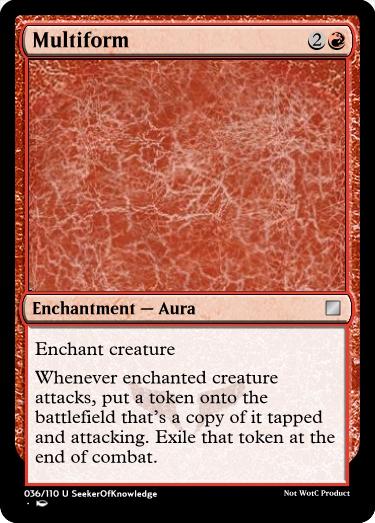 Multiform 2
Enchantment — Aura
Enchant creature
Whenever enchanted creature
attacks, put a token onto the
battlefield that's a copy of it tapped
and attacking. Exile that token at the
end of combat.
036/110 U SeekerOfKnowledge
Not WotC Product